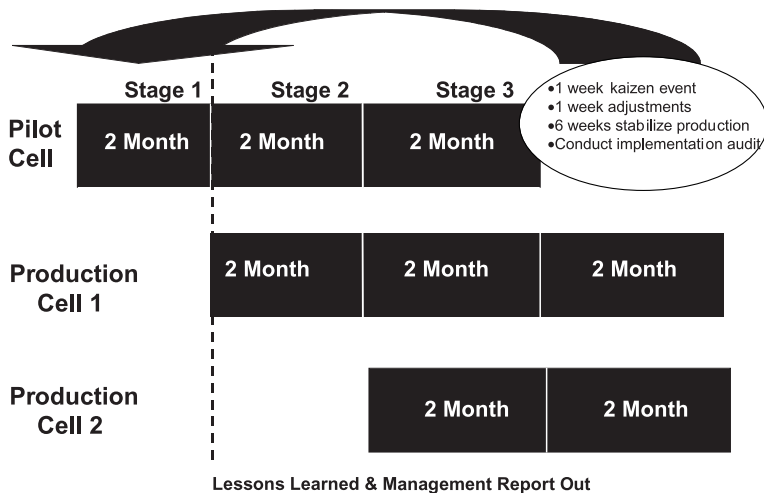 Stage 1 Stage 2 Stage 3
•1 week kaizen event
•1 week adjustments
•6 weeks stabilize production
•Conduct implementation audit
Pilot
Cell
2 Month 2 Month 2 Month
Production
Cell 1
2 Month 2 Month 2 Month
Production
Cell 2
2 Month 2 Month
Lessons Learned & Management Report Out